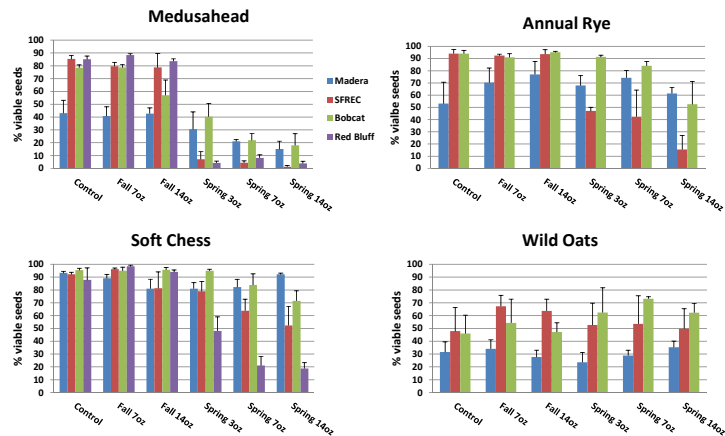 Medusahead
% viable seeds
100
90
80
70
60
50
40
30
20
10
0
Control
Fall 7oz
Fall 14oz
Spring 3oz
Spring 7oz
Spring 14oz
Madera
SFREC
Bobcat
Red Bluff
Annual Rye
% vialbe seeds
100
90
80
70
60
50
40
30
20
10
0
Control
Fall 7oz
Fall 14oz
Spring 3oz
Spring 7oz
Spring 14oz
Soft Chess
% viable seeds
100
90
80
70
60
50
40
30
20
10
0
Control
Fall 7oz
Fall 14oz
Spring 3oz
Spring 7oz
Spring 14oz
Wild Oats
% viable seeds
100
90
80
70
60
50
40
30
20
10
0
Control
Fall 7oz
Fall 14oz
Spring 3oz
Spring 7oz
Spring 14oz